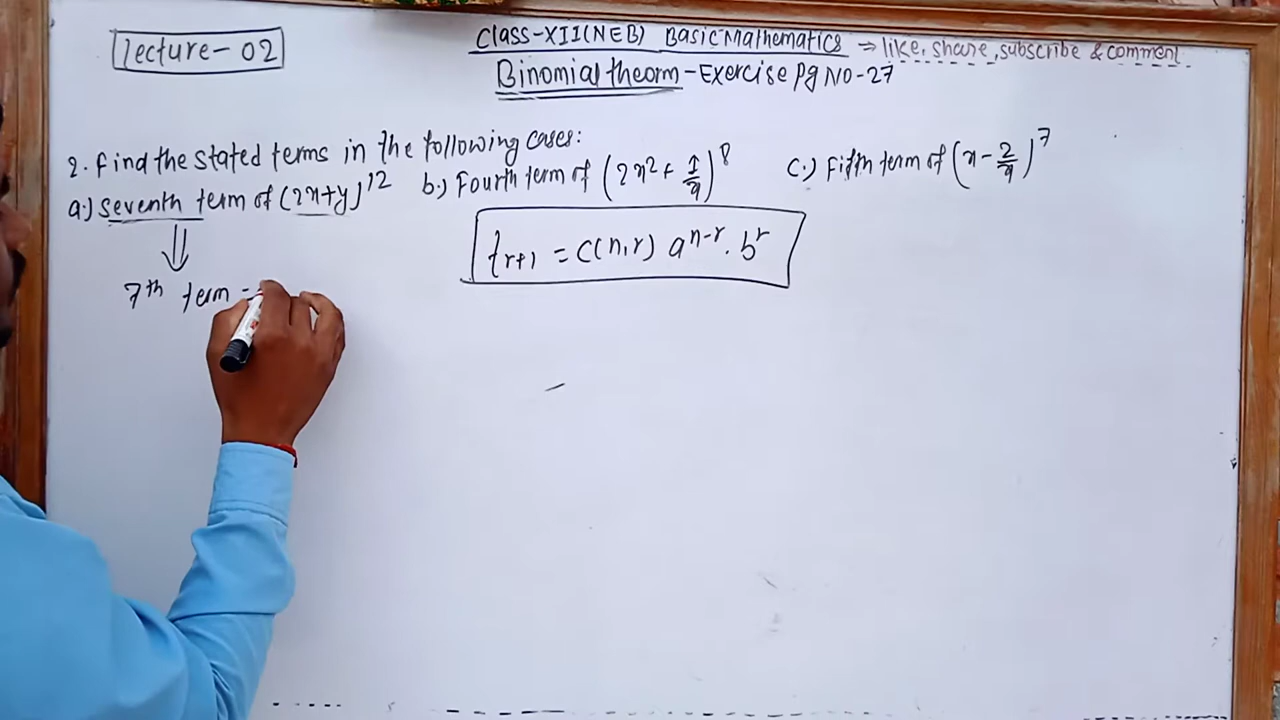 Lecture-02
Class-XII(NEB) Basic Mathematics ⇒ like, share, subscribe & comment
Binomial theorm - Exercise Pg No-27
2. Find the stated terms in the following cases:
a.) Seventh term of (2x+y)^12 b.) Fourth term of (2x² + 1/x)^8 c.) Fifth term of (x - 2/x)^7
t_{r+1} = C(n,r) a^{n-r} . b^r
7th term =